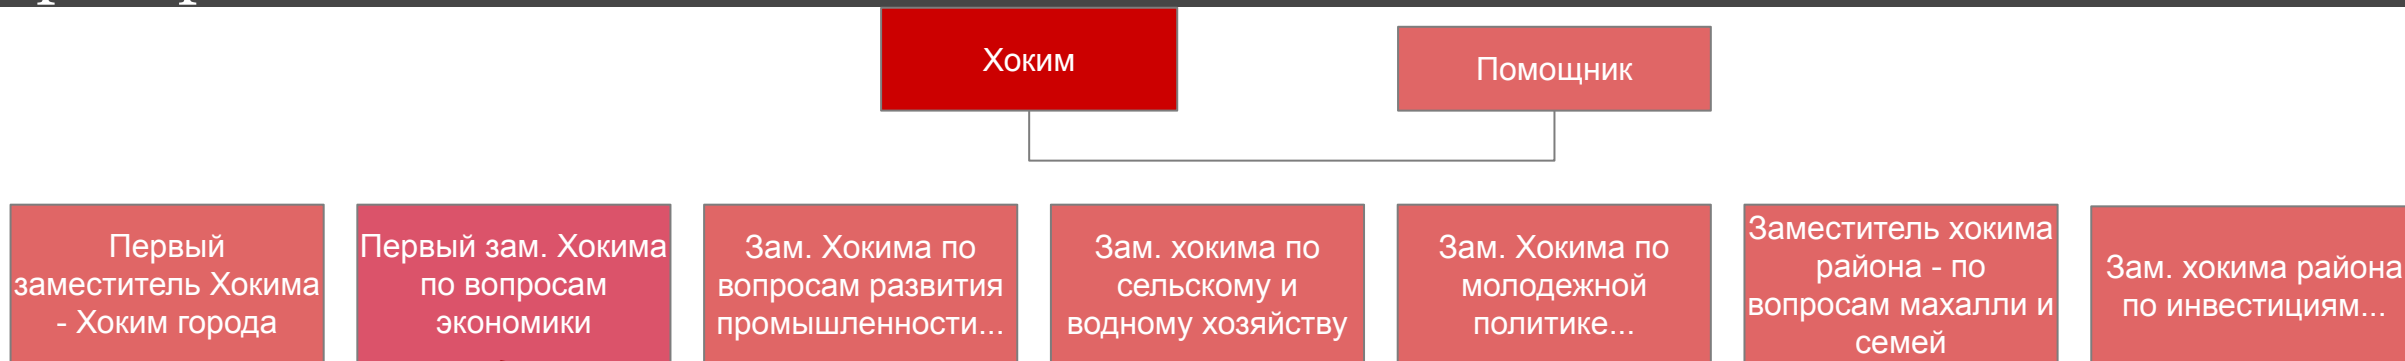 Хоким
Помощник
Первый
заместитель Хокима
- Хоким города
Первый зам. Хокима
по вопросам
экономики
Зам. Хокима по
вопросам развития
промышленности...
Зам. хокима по
сельскому и
водному хозяйству
Зам. Хокима по
молодежной
политике...
Заместитель хокима
района - по
вопросам махалли и
семей
Зам. хокима района
по инвестициям...